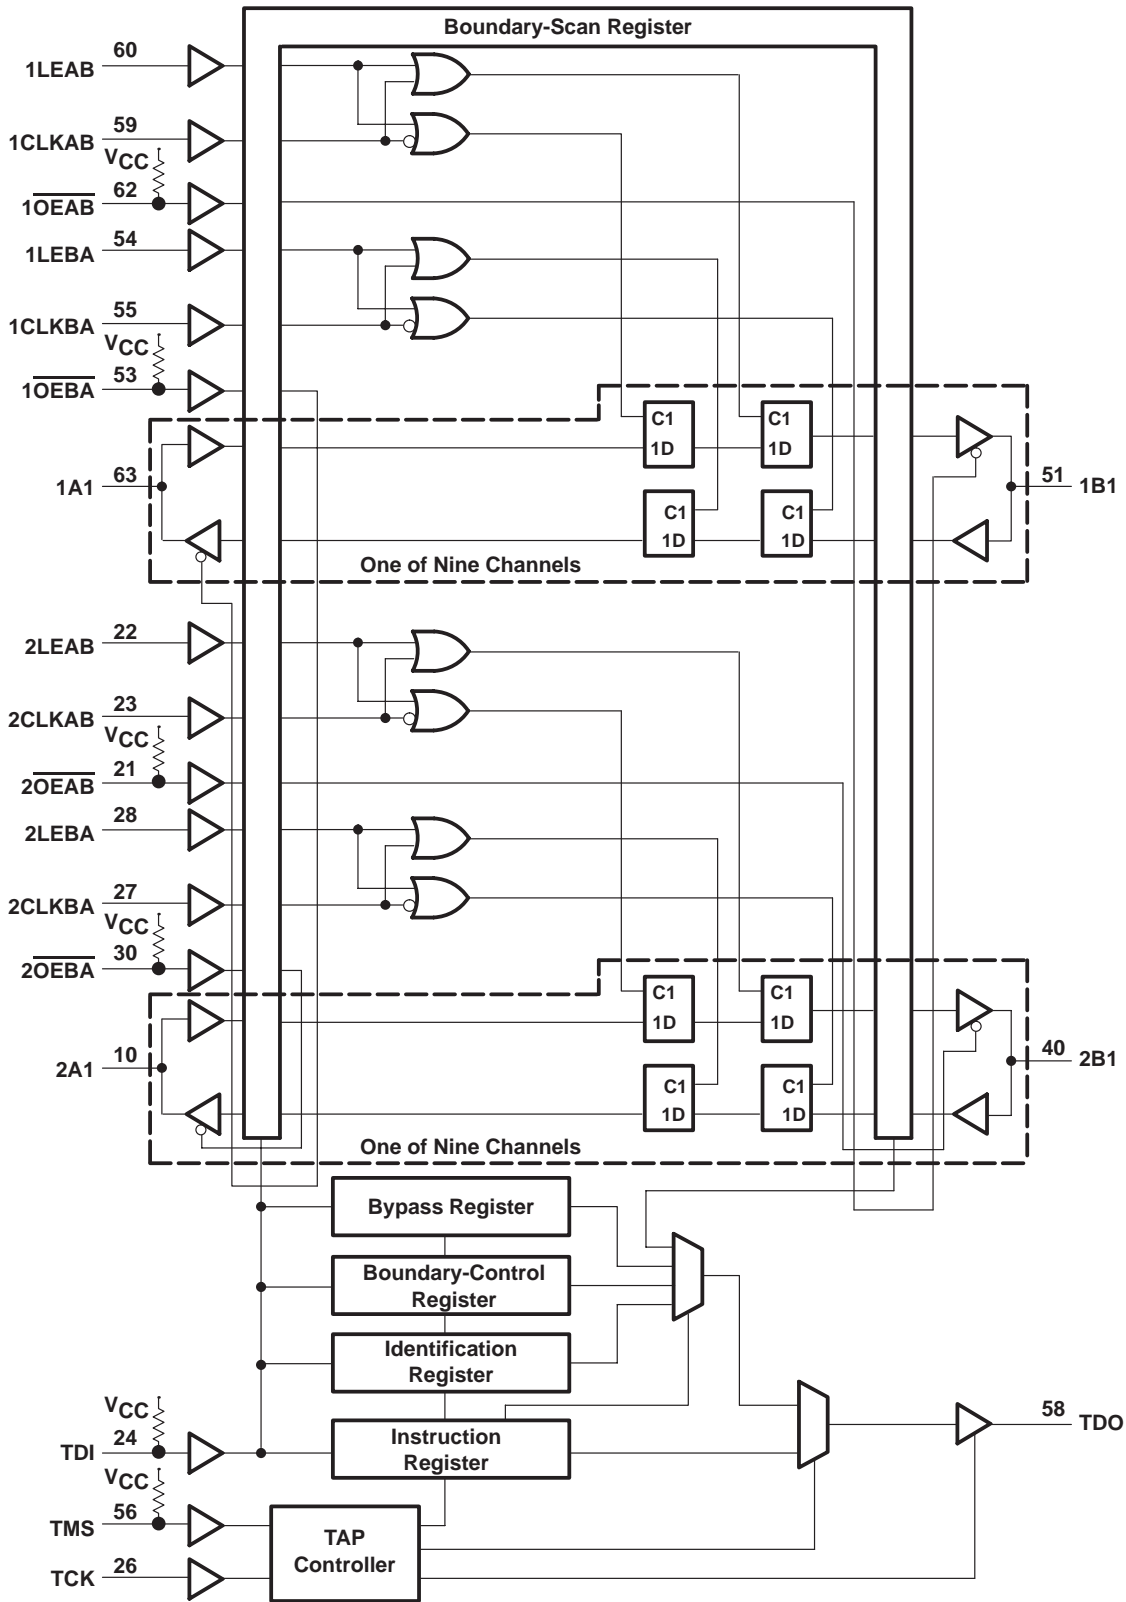 Boundary-Scan Register
60
1LEAB
59
1CLKAB
VCC
62
1OEAB
54
1LEBA
55
1CLKBA
VCC
53
1OEBA
C1
1D
C1
1D
63
1A1
51
1B1
C1
1D
C1
1D
One of Nine Channels
22
2LEAB
23
2CLKAB
VCC
21
2OEAB
28
2LEBA
27
2CLKBA
VCC
30
2OEBA
C1
1D
C1
1D
10
2A1
40
2B1
C1
1D
C1
1D
One of Nine Channels
Bypass Register
Boundary-Control
Register
Identification
Register
VCC
24
TDI
Instruction
Register
58
TDO
VCC
56
TMS
TAP
Controller
26
TCK